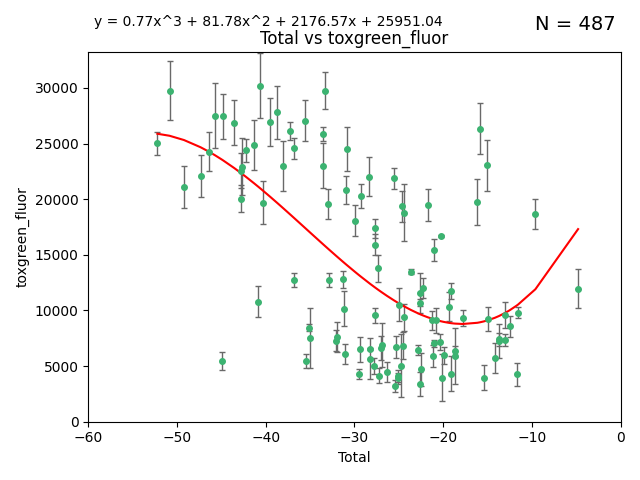 y = 0.77x^3 + 81.78x^2 + 2176.57x + 25951.04
N = 487
Total vs toxgreen_fluor
toxgreen_fluor
30000
25000
20000
15000
10000
5000
0
−60
−50
−40
−30
−20
−10
0
Total